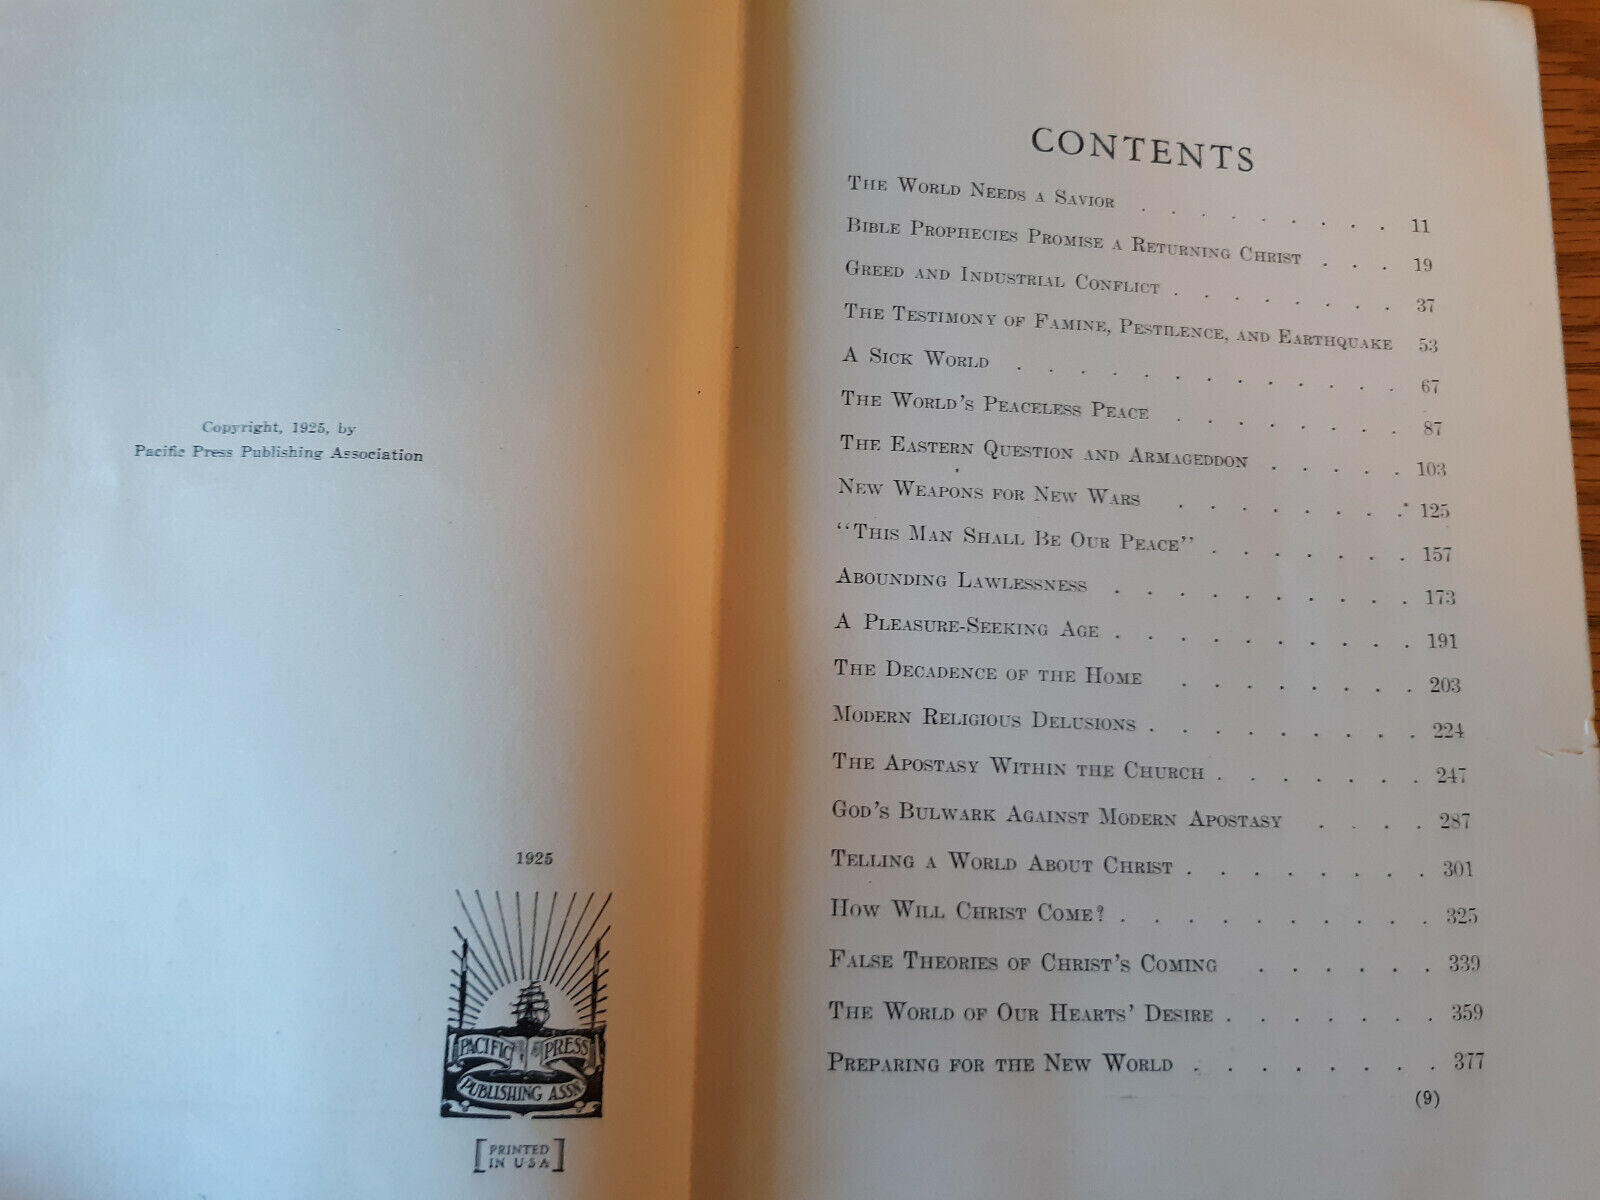 Copyright, 1925, by
Pacific Press Publishing Association
1925
PACIFIC PRESS
PUBLISHING ASSN.
PRINTED
IN U·S·A
CONTENTS
The World Needs a Savior . . . . . . . . . 11
Bible Prophecies Promise a Returning Christ . . . 19
Greed and Industrial Conflict . . . . . . . . 37
The Testimony of Famine, Pestilence, and Earthquake 53
A Sick World . . . . . . . . . . . . . 67
The World's Peaceless Peace . . . . . . . . 87
The Eastern Question and Armageddon . . . . . 103
New Weapons for New Wars . . . . . . . . 125
"This Man Shall Be Our Peace" . . . . . . . 157
Abounding Lawlessness . . . . . . . . . . 173
A Pleasure-Seeking Age . . . . . . . . . . 191
The Decadence of the Home . . . . . . . . 203
Modern Religious Delusions . . . . . . . . . 224
The Apostasy Within the Church . . . . . . . 247
God's Bulwark Against Modern Apostasy . . . . 287
Telling a World About Christ . . . . . . . . 301
How Will Christ Come? . . . . . . . . . . 325
False Theories of Christ's Coming . . . . . . 339
The World of Our Hearts' Desire . . . . . . . 359
Preparing for the New World . . . . . . . . 377
(9)